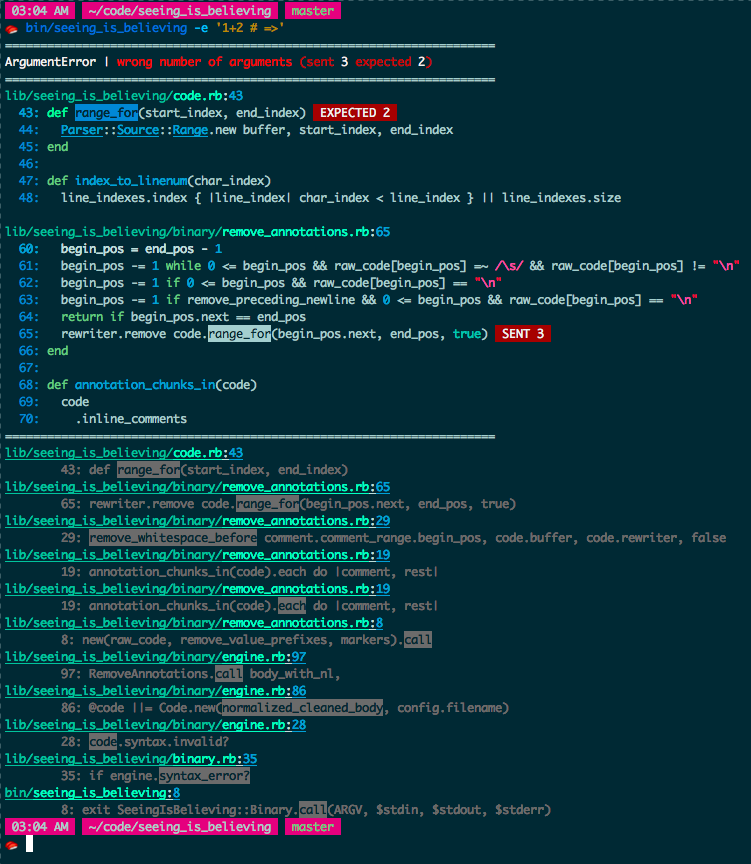 03:04 AM ~/code/seeing_is_believing master
bin/seeing_is_believing -e '1+2 # =>'
ArgumentError | wrong number of arguments (sent 3 expected 2)
lib/seeing_is_believing/code.rb:43
43: def range_for(start_index, end_index) EXPECTED 2
44: Parser::Source::Range.new buffer, start_index, end_index
45: end
46:
47: def index_to_linenum(char_index)
48: line_indexes.index { |line_index| char_index < line_index } || line_indexes.size
lib/seeing_is_believing/binary/remove_annotations.rb:65
60: begin_pos = end_pos - 1
61: begin_pos -= 1 while 0 <= begin_pos && raw_code[begin_pos] =~ /\s/ && raw_code[begin_pos] != "\n"
62: begin_pos -= 1 if 0 <= begin_pos && raw_code[begin_pos] == "\n"
63: begin_pos -= 1 if remove_preceding_newline && 0 <= begin_pos && raw_code[begin_pos] == "\n"
64: return if begin_pos.next == end_pos
65: rewriter.remove code.range_for(begin_pos.next, end_pos, true) SENT 3
66: end
67:
68: def annotation_chunks_in(code)
69: code
70: .inline_comments
lib/seeing_is_believing/code.rb:43
43: def range_for(start_index, end_index)
lib/seeing_is_believing/binary/remove_annotations.rb:65
65: rewriter.remove code.range_for(begin_pos.next, end_pos, true)
lib/seeing_is_believing/binary/remove_annotations.rb:29
29: remove_whitespace_before comment.comment_range.begin_pos, code.buffer, code.rewriter, false
lib/seeing_is_believing/binary/remove_annotations.rb:19
19: annotation_chunks_in(code).each do |comment, rest|
lib/seeing_is_believing/binary/remove_annotations.rb:19
19: annotation_chunks_in(code).each do |comment, rest|
lib/seeing_is_believing/binary/remove_annotations.rb:8
8: new(raw_code, remove_value_prefixes, markers).call
lib/seeing_is_believing/binary/engine.rb:97
97: RemoveAnnotations.call body_with_nl,
lib/seeing_is_believing/binary/engine.rb:86
86: @code ||= Code.new(normalized_cleaned_body, config.filename)
lib/seeing_is_believing/binary/engine.rb:28
28: code.syntax.invalid?
lib/seeing_is_believing/binary.rb:35
35: if engine.syntax_error?
bin/seeing_is_believing:8
8: exit SeeingIsBelieving::Binary.call(ARGV, $stdin, $stdout, $stderr)
03:04 AM ~/code/seeing_is_believing master